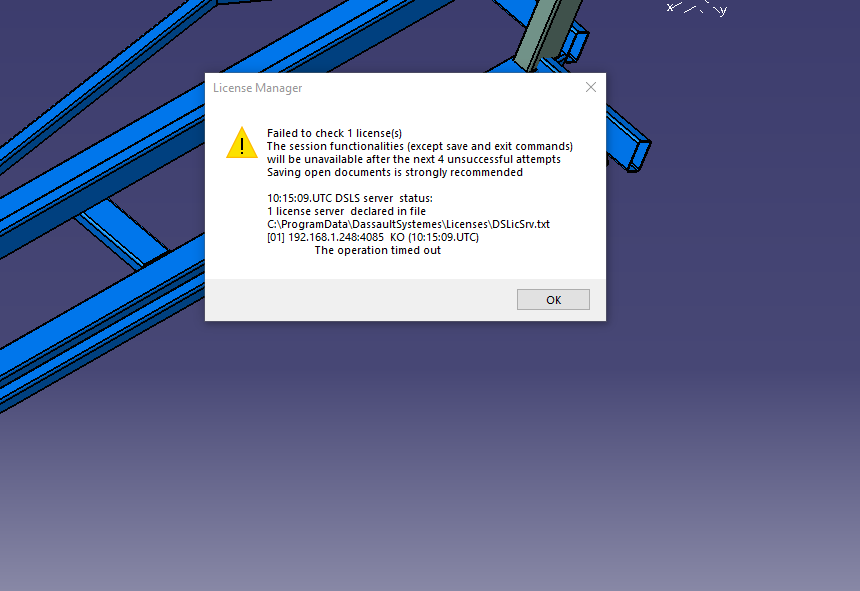 x
y
License Manager
Failed to check 1 license(s)
The session functionalities (except save and exit commands)
will be unavailable after the next 4 unsuccessful attempts
Saving open documents is strongly recommended
10:15:09.UTC DSLS server  status:
1 license server  declared in file
C:\ProgramData\DassaultSystemes\Licenses\DSLicSrv.txt
[01] 192.168.1.248:4085  KO (10:15:09.UTC)
The operation timed out
OK